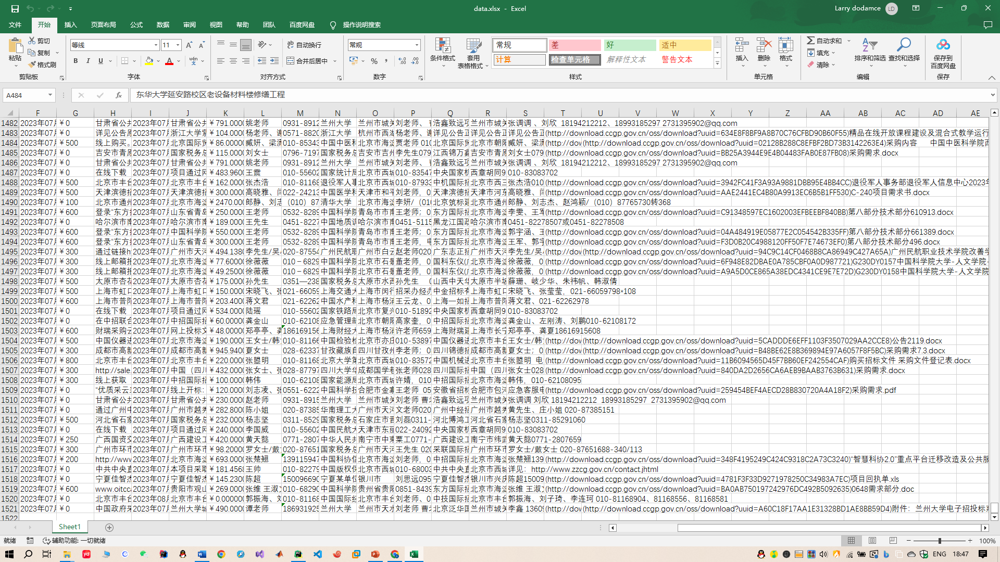 data.xlsx - Excel
Larry dodamce LD
文件 开始 插入 页面布局 公式 数据 审阅 视图 帮助 团队 百度网盘 操作说明搜索
粘贴 剪切 复制 格式刷 剪贴板
等线 11 B I U A wén 字体
自动换行 合并后居中 对齐方式
常规 % 数字
条件格式 套用表格格式 常规 差 好 适中 计算 检查单元格 解释性文本 警告文本 样式
插入 删除 格式 单元格
自动求和 填充 清除 排序和筛选 查找和选择 编辑
保存到百度网盘 保存
A484 fx 东华大学延安路校区老设备材料楼修缮工程
F G H I J K L M N O P Q R S T U V W X Y Z AA AB AC AD AE
1482 2023年07月 ￥0 甘肃省公共 2023年07月 甘肃省公共 ￥791.0000 姚老师 0931-8912 兰州大学 兰州市城关 刘老师、 浩鑫致远项 兰州市城关 张调调 、刘欣 18194212212、18993185297 2731395902@qq.com
1483 2023年07月 ￥0 详见公告原 2023年07月 浙江大学紫 ￥104.0000 杨老师、谢 0571-8820 浙江大学 杭州市西湖 杨老师、谢 详见公告正 详见公告正 详见公告正 (http://download.ccgp.gov.cn/oss/download?uuid=634E8F8BF9A8B70C76CFBD90B60F55)精品在线开放课程建设及混合式教学运行
1484 2023年07月 ￥500 线上购买。 2023年07月 北京国际贸 ￥86.00000 臧妍、梁滨 010-85343 中国中医科 北京市东城 贾老师 010 北京国际贸 北京市朝阳 臧妍、梁滨 (http://dow (http://download.ccgp.gov.cn/oss/download?uuid=02128B288C8EFBF2BD73B3142263E4)采购内容 中国中医科学院西
1485 2023年07月 ￥0 吉安市青原 2023年07月 国家税务总 ￥115.0000 刘女士 0796-7197 国家税务总 吉安市吉州 李先生079 江西锦万鑫 吉安市青原 刘女士079 (http://download.ccgp.gov.cn/oss/download?uuid=BB25A3944E9E4B04483FAB0E87FB08)采购需求.docx
1486 2023年07月 ￥0 甘肃省公共 2023年07月 甘肃省公共 ￥791.0000 姚老师 0931-8912 兰州大学 兰州市城关 刘老师、 浩鑫致远项 兰州市城关 张调调 、刘欣 18194212212、18993185297 2731395902@qq.com
1487 2023年07月 ￥0 在线下载 2023年07月 项目通过网 ￥483.9600 王震 010-55602 国家统计局 北京市西城 010-83547 中央国家机 西章胡同9 010-83083702
1488 2023年07月 ￥500 北京市丰台 2023年07月 北京市丰台 ￥162.0000 张杰浩 010-81168 退役军人事 北京市西城 010-87933 中机国际招 北京市西三 张杰浩010 (http://download.ccgp.gov.cn/oss/download?uuid=3942FC41F3A93A9881DBB95E4BB4CC)退役军人事务部退役军人信息中心2023年
1489 2023年07月 ￥500 天津滨德招 2023年07月 天津滨德招 ￥300.0000 高晓雅、闫 022-24213 中国医学科 天津市和平 刘老师， 天津滨德招 天津市河东 高晓雅、闫 (http://download.ccgp.gov.cn/oss/download?uuid=AAE2441EC4B80A9913EC6B5B1FF530)C-240项目需求书.docx
1490 2023年07月 ￥100 北京市通州 2023年07月 北京市海淀 ￥2470.000 郎静、刘志 （010）87 清华大学 北京市海淀 李妍/（010 北京筑标建 北京市通州 郎静、刘志杰、赵鸿颖/（010）87765730转368
1491 2023年07月 ￥600 登录“东方招 2023年07月 山东省青岛 ￥250.0000 王老师 0532-8289 中国科学院 青岛市市南 王老师；0 东方国际招 北京市海淀 李雯、王军 (http://download.ccgp.gov.cn/oss/download?uuid=C91348597EC1602003EFBEEBF840BB)第八部分技术部分610913.docx
1492 2023年07月 ￥0 哈尔滨市南 2023年07月 哈尔滨市南 ￥189.0000 王先生 0451-8227 中国地质调 哈尔滨市南 0451-5115 黑龙江国政 哈尔滨市南 0451-82278507或0451-82278508
1493 2023年07月 ￥600 登录“东方招 2023年07月 中国科学院 ￥550.0000 王老师 0532-8289 中国科学院 青岛市市南 王老师；0 东方国际招 北京市海淀 郭宇涵、王 (http://download.ccgp.gov.cn/oss/download?uuid=04A484919E05877E2C054542B335FF)第八部分技术部分661389.docx
1494 2023年07月 ￥600 登录“东方招 2023年07月 山东省青岛 ￥300.0000 王老师 0532-8289 中国科学院 青岛市市南 王老师，电 东方国际招 北京市海淀 王军、郭宇 (http://download.ccgp.gov.cn/oss/download?uuid=F3D0B20C4988120FF50F7E74673EF0)第八部分技术部分496.docx
1495 2023年07月 ￥300 通过链接h 2023年07月 广州市天河 ￥494.1380 李先生/吴小 020-87554 广州民航职 广州市白云 赵老师020 广东志正招 广州市天河 李先生/吴小 (http://download.ccgp.gov.cn/oss/download?uuid=94C9C14CF0468B8CA86949C427A65A)广州民航职业技术学院改善学
1496 2023年07月 ￥300 线上邮箱报 2023年07月 北京市海淀 ￥77.60000 徐薇薇 010－6829 中国科学院 北京市石景 董老师，0 国科东仪(广 北京市海淀 徐薇薇，0 (http://download.ccgp.gov.cn/oss/download?uuid=6F948E82DBAE0A785CBF0A0D987721)G230DY0157中国科学院大学-人文学院-
1497 2023年07月 ￥300 线上邮箱报 2023年07月 北京市海淀 ￥49.25000 徐薇薇 010－6829 中国科学院 北京市石景 董老师，0 国科东仪(广 北京市海淀 徐薇薇，0 (http://download.ccgp.gov.cn/oss/download?uuid=A9A5D0CE865A38EDC4341CE9E7E72D)G230DY0158中国科学院大学-人文学院
1498 2023年07月 ￥500 太原市杏花 2023年07月 太原市杏花 ￥175.0000 孙先生 0351—238 国家税务总 太原市水西 孙先生 山西中天华 太原市半坡 薛珊、岐少华、朱祎帆、韩淑倩
1499 2023年07月 ￥500 上海市虹口 2023年07月 上海市虹口 ￥150.0000 宋晓飞、张 021-66059 上海交通大 上海市闵行 招采办经办 中金招标有 上海市虹口 宋晓飞、张莹莹，021-66059798*108
1500 2023年07月 ￥600 上海市普陀 2023年07月 上海市普陀 ￥203.4000 蒋文君 021-62262 中国水产科 上海市杨浦 王云龙、0 上海一如招 上海市普陀 蒋文君、021-62262978
1501 2023年07月 ￥0 在线下载 2023年07月 项目通过网 ￥534.0000 陆瑶 010-55602 国家铁路局 北京市复兴 010-51892 中央国家机 西章胡同9 010-83083702
1502 2023年07月 ￥0 在中招联合 2023年07月 中招国际招 ￥60.00000 龚金山 010-62108 应急管理部 北京市朝阳 高家奎，0 中招国际招 北京市海淀 龚金山、左刚涛、刘鹏010-62108172
1503 2023年07月 ￥600 财瑞采购云 2023年07月 网上投标文 ￥48.00000 郑亭亭、龚 186169156 上海财经大 上海市杨浦 许老师659 上海财瑞建 上海市长宁 郑亭亭、龚夏18616915608
1504 2023年07月 ￥500 中国仪器进 2023年07月 北京市海淀 ￥190.0000 王女士/韩 010-81166 中国检验检 北京市亦庄 010-53897 中国仪器进 北京市丰台 王女士/韩 (http://dow (http://download.ccgp.gov.cn/oss/download?uuid=5CADDDE6EFF1103F3507029AA2CCE8)公告2119.docx
1505 2023年07月 ￥300 成都市高新 2023年07月 成都市高新 ￥945.9400 夏女士 028-62337 甘孜藏族自 四川甘孜州 李老师；0 四川锦德招 成都市高新 夏女士；0 (http://download.ccgp.gov.cn/oss/download?uuid=B48BE62E8B369894E97A6057F8F5BC)采购需求7.3.docx
1506 2023年07月 ￥800 北京市丰台 2023年07月 北京市丰台 ￥220.0000 张曌明 010-81168 北京大学第 北京市西城 010-83572 中国机械进 北京市丰台 张曌明 电 (http://download.ccgp.gov.cn/oss/download?uuid=11B6094565D45F7BB60EF242554CAF)购买招标文件 采购文件登记表.docx
1507 2023年07月 ￥300 http://sale. 2023年07月 中国（四川 ￥432.0000 张女士、张 028-87797 四川大学华 成都国学巷 张老师028 四川国际招 中国（四川 张女士028 (http://download.ccgp.gov.cn/oss/download?uuid=840DA2D2656CA6AEB9BAAB3763B631)采购需求.docx
1508 2023年07月 ￥300 线上获取 2023年07月 中招国际招 ￥100.0000 韩伟 010-62108 国家能源局 北京市西城 许婧，010 中招国际招 北京市海淀 韩伟，010-62108095
1509 2023年07月 ￥0 “优质采云采 2023年07月 线上开标： ￥120.0000 刘志凌、张 0551-6222 中国科学技 合肥市金寨 王老师 05 安徽省招标 合肥市包河 应急客服电 (http://download.ccgp.gov.cn/oss/download?uuid=259454BEF4AECD28B830720A4A18F2)采购需求.pdf
1510 2023年07月 ￥0 甘肃省公共 2023年07月 甘肃省公共 ￥230.0000 赵老师 0931-8915 兰州大学 兰州市城关 刘老师 曹老 浩鑫致远项 兰州市城关 张调调 刘欣 18194212212 18993185297 2731395902@qq.com
1511 2023年07月 ￥0 通过广州中 2023年07月 广州市越秀 ￥282.8000 陈小姐 020-87385 华南理工大 广州市天河 文老师020 广州中经招 广州市越秀 黄先生、庄小姐 020-87385151
1512 2023年07月 ￥500 河北省石家 2023年07月 国家税务总 ￥232.0000 杨志坚 0311-8529 国家税务总 石家庄市晋 刘磊0311- 河北博鸿工 河北省石家 杨志坚0311-85291060
1513 2023年07月 ￥0 在线下载 2023年07月 项目通过网 ￥240.0000 李国威 010-55602 中国民航大 天津市东丽 022-24092 中央国家机 西章胡同9 010-83083702
1514 2023年07月 ￥250 广西国资交 2023年07月 广西建设工 ￥420.0000 黄天懿 0771-2807 中华人民共 南宁市中柬 粟工0771- 广西建设工 南宁市纬武 黄天懿0771-2807659
1515 2023年07月 ￥300 广州市环市 2023年07月 广州市环市 ￥98.20000 罗女士/戴 020-87651 国家税务总 广州市天河 王先生 020 采联国际招 广州市环市 罗女士/戴女士 020-87651688-340/113
1516 2023年07月 ￥200 http://www 2023年07月 北京市海淀 ￥693.0000 张楚翘 139115947 中国科协信 北京市海淀 刘老师，0 中招国际招 北京市海淀 张楚翘139 (http://download.ccgp.gov.cn/oss/download?uuid=348F4195249C424C9318C2A73C3240)“智慧科协2.0”重点平台迁移改造及公共服
1517 2023年07月 ￥0 中共中央直 2023年07月 本项目采取 ￥181.4568 王帅 010-82279 中国版权保 北京市西城 010-68003 中共中央直 北京市西城 详见：http://www.zzcg.gov.cn/contact.jhtml
1518 2023年07月 ￥0 宁夏佳智杰 2023年07月 宁夏佳智杰 ￥145.2300 陈超 150096690 宁夏某单位 银川市 刘思远095 宁夏佳智杰 银川市兴庆 陈超15009 (http://download.ccgp.gov.cn/oss/download?uuid=4781F3F33D9271978250C34983A7EC)项目回执单.xls
1519 2023年07月 ￥600 www.oitcca 2023年07月 贵阳市观山 ￥269.0000 张维 王淑 010-68290 中国科学院 贵州省贵阳 0851-8439 东方国际招 北京市海淀 张维 王淑 (http://download.ccgp.gov.cn/oss/download?uuid=BA0AB750197242976DC492B5092635)0648需求部分.doc
1520 2023年07月 ￥0 北京市丰台 2023年08月 北京市丰台 ￥0.000000 郭振海、刘 010-81168 中国国际经 北京市丰台 010-81168 中技国际招 北京市丰台 郭振海、刘子琦、李连珂 010-81168904、81168556、81168581
1521 2023年07月 ￥0 中国政府采 2023年07月 兰州大学城 ￥490.0000 谭老师 186931925 兰州大学 兰州市天水 刘老师 曹老 北京泛华国 兰州市城关 李鑫 1360 (http://dow (http://download.ccgp.gov.cn/oss/download?uuid=A60C18F17AA1E31328BD1AE8BB59D4)附件：兰州大学电子招投标系
1522
Sheet1
就绪 辅助功能: 一切就绪 100%
ENG 18:47